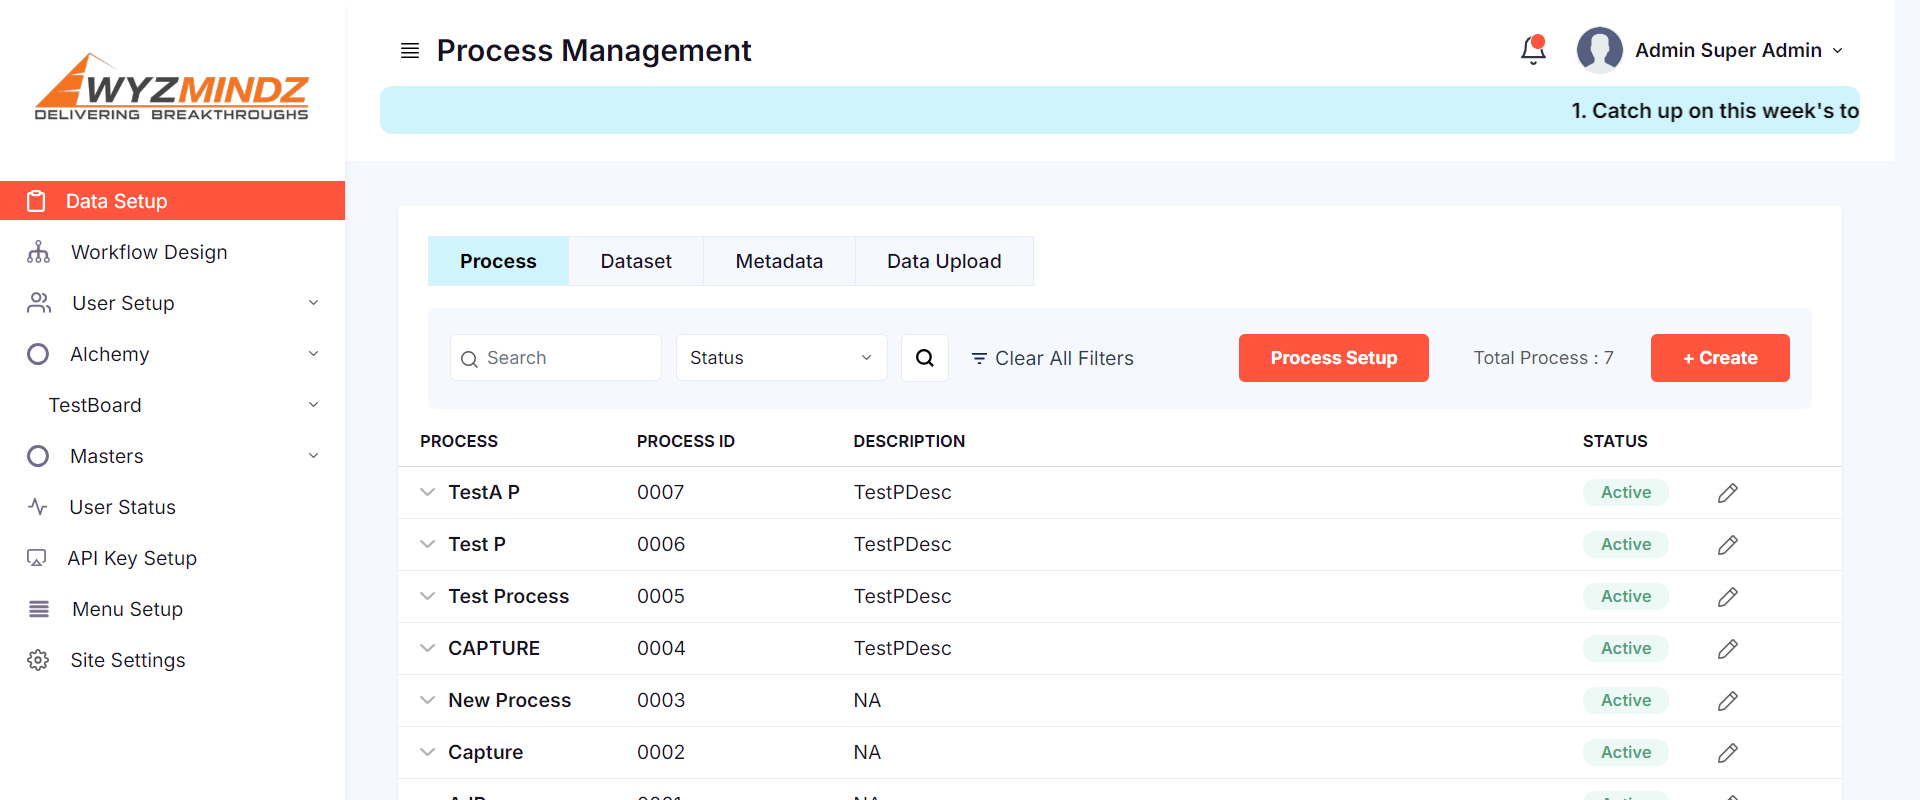 WYZMINDZ
DELIVERING BREAKTHROUGHS
Process Management
Admin Super Admin
1. Catch up on this week's to
Data Setup
Workflow Design
User Setup
Alchemy
TestBoard
Masters
User Status
API Key Setup
Menu Setup
Site Settings
Process Dataset Metadata Data Upload
Search Status Clear All Filters Process Setup Total Process : 7 + Create
PROCESS PROCESS ID DESCRIPTION STATUS
TestA P 0007 TestPDesc Active
Test P 0006 TestPDesc Active
Test Process 0005 TestPDesc Active
CAPTURE 0004 TestPDesc Active
New Process 0003 NA Active
Capture 0002 NA Active